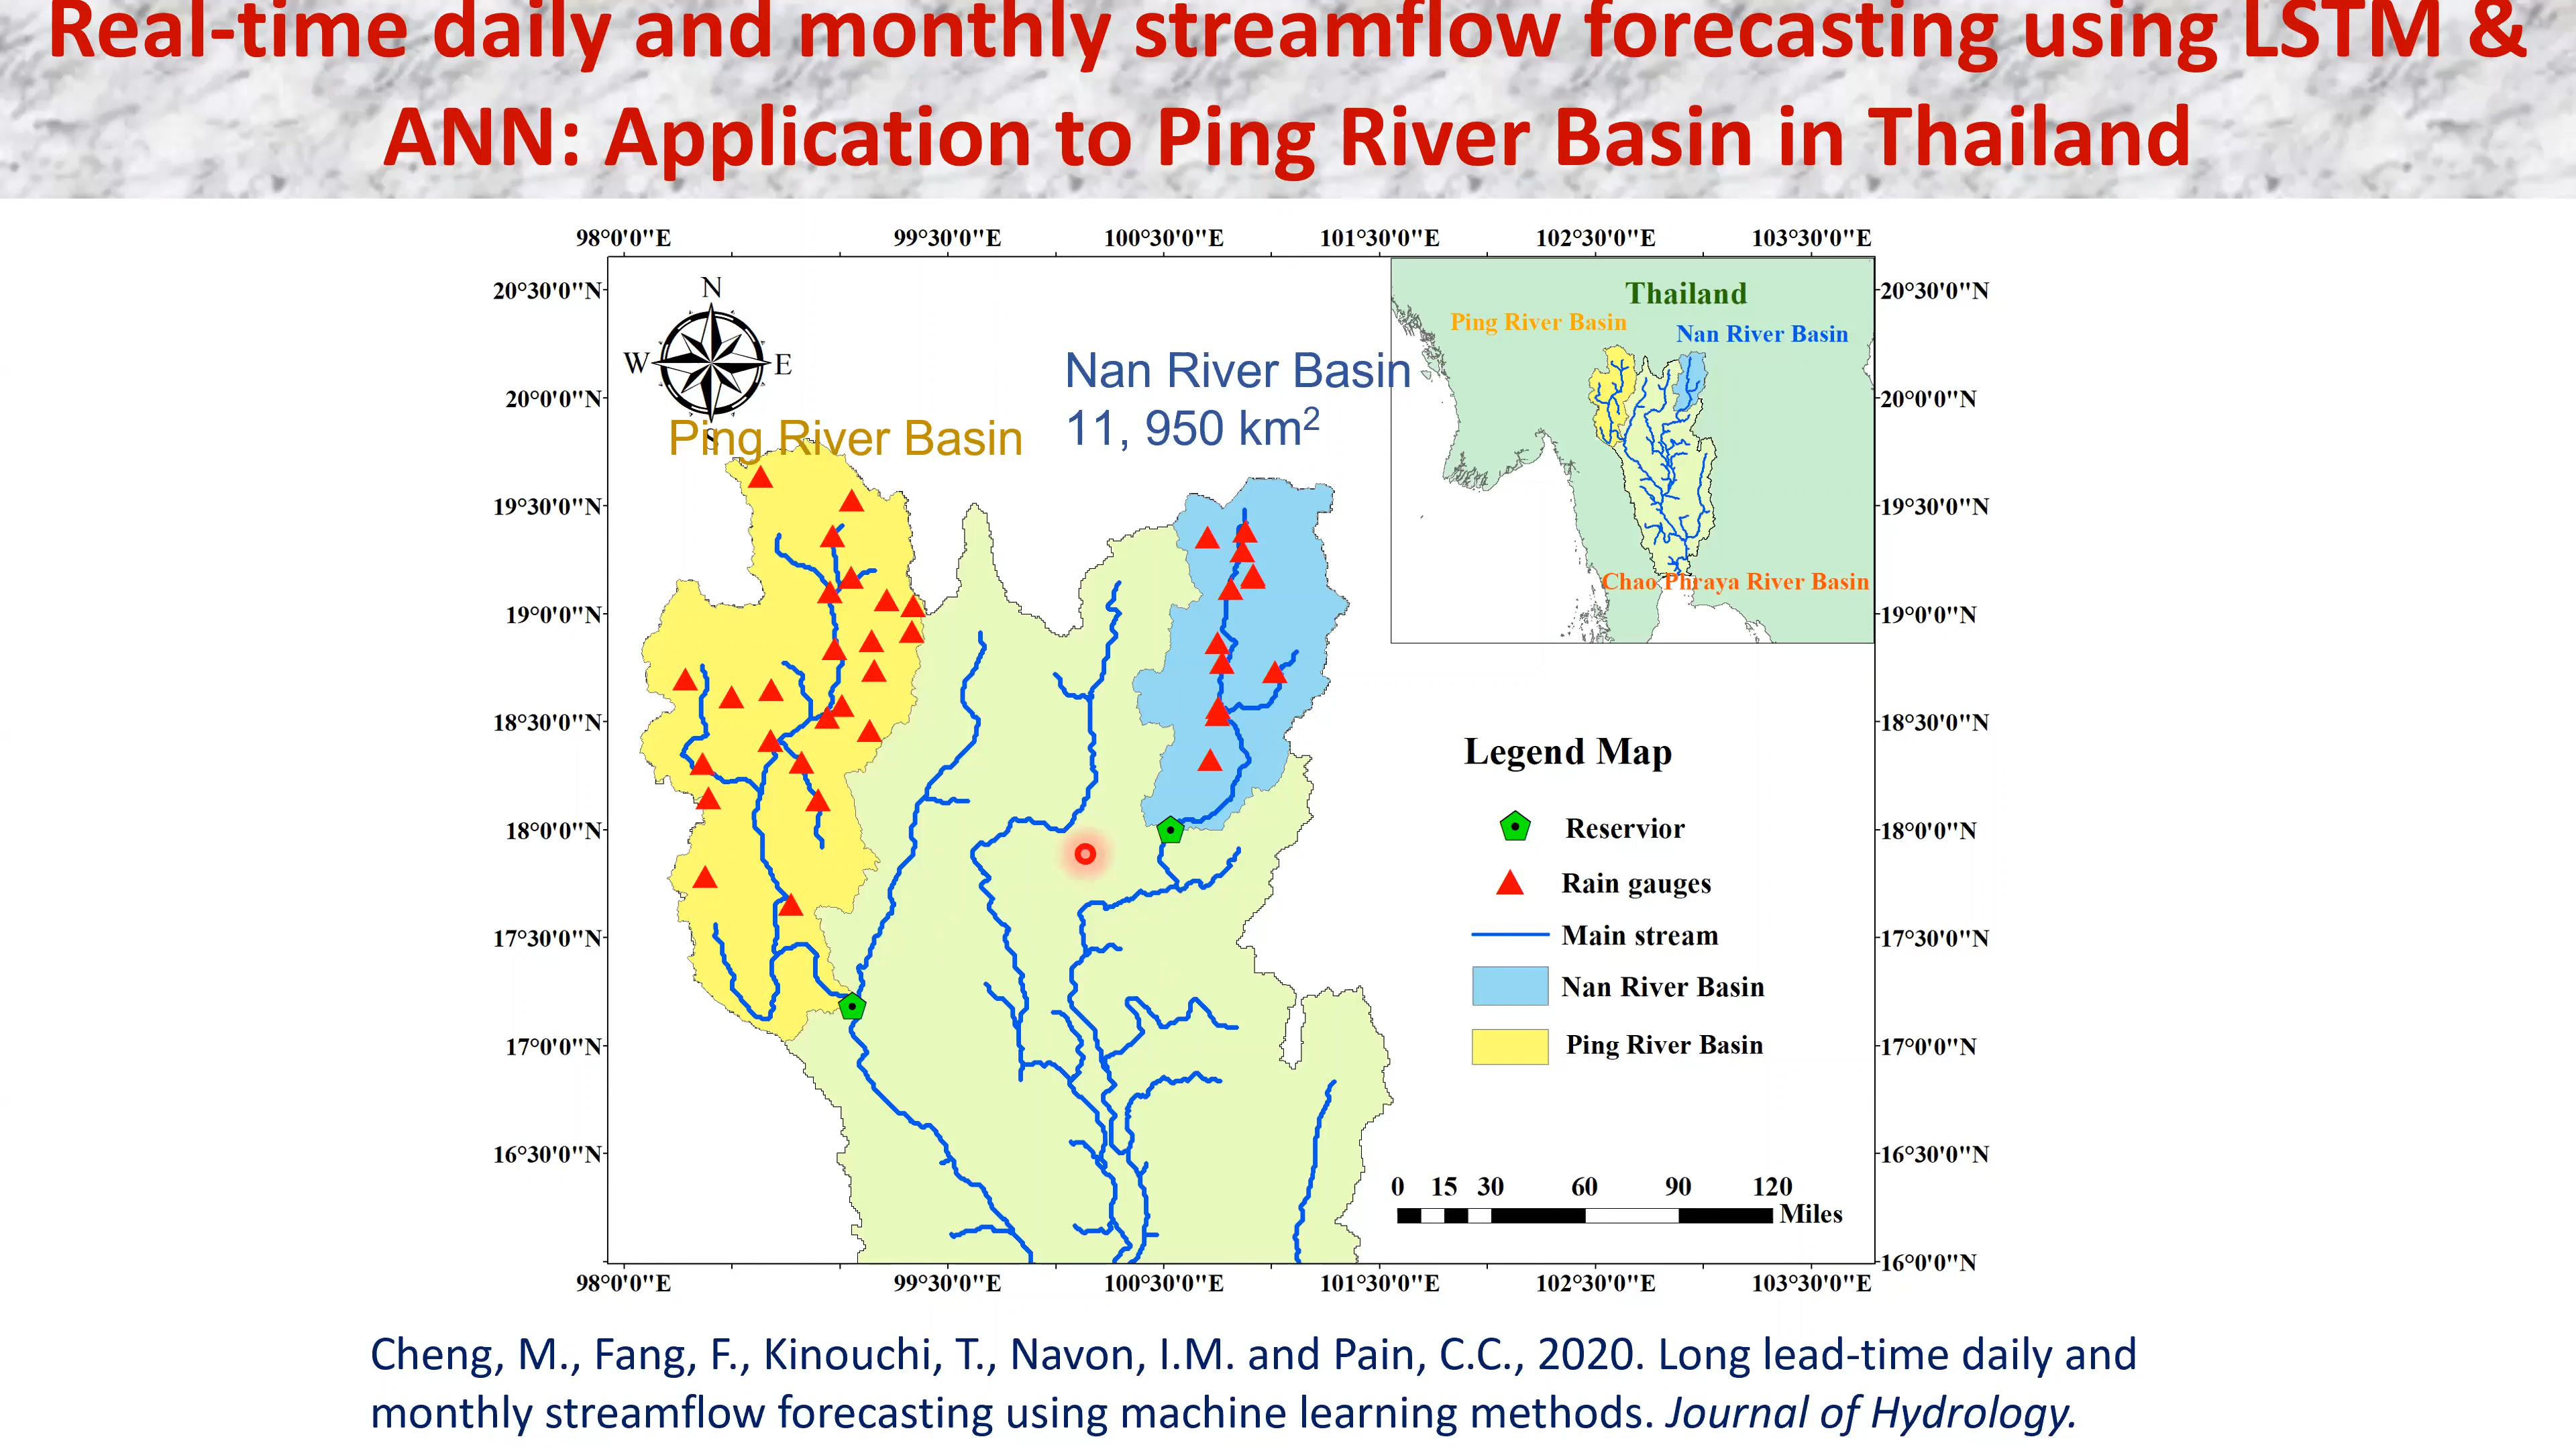 Real-time daily and monthly streamflow forecasting using LSTM &
ANN: Application to Ping River Basin in Thailand
98°0'0"E 99°30'0"E 100°30'0"E 101°30'0"E 102°30'0"E 103°30'0"E
20°30'0"N
20°0'0"N
19°30'0"N
19°0'0"N
18°30'0"N
18°0'0"N
17°30'0"N
17°0'0"N
16°30'0"N
N
W E
S
Ping River Basin
Nan River Basin
11, 950 km²
Thailand
Ping River Basin
Nan River Basin
Chao Phraya River Basin
20°30'0"N
20°0'0"N
19°30'0"N
19°0'0"N
18°30'0"N
18°0'0"N
17°30'0"N
17°0'0"N
16°30'0"N
16°0'0"N
Legend Map
Reservior
Rain gauges
Main stream
Nan River Basin
Ping River Basin
0 15 30 60 90 120
Miles
98°0'0"E 99°30'0"E 100°30'0"E 101°30'0"E 102°30'0"E 103°30'0"E
Cheng, M., Fang, F., Kinouchi, T., Navon, I.M. and Pain, C.C., 2020. Long lead-time daily and
monthly streamflow forecasting using machine learning methods. Journal of Hydrology.